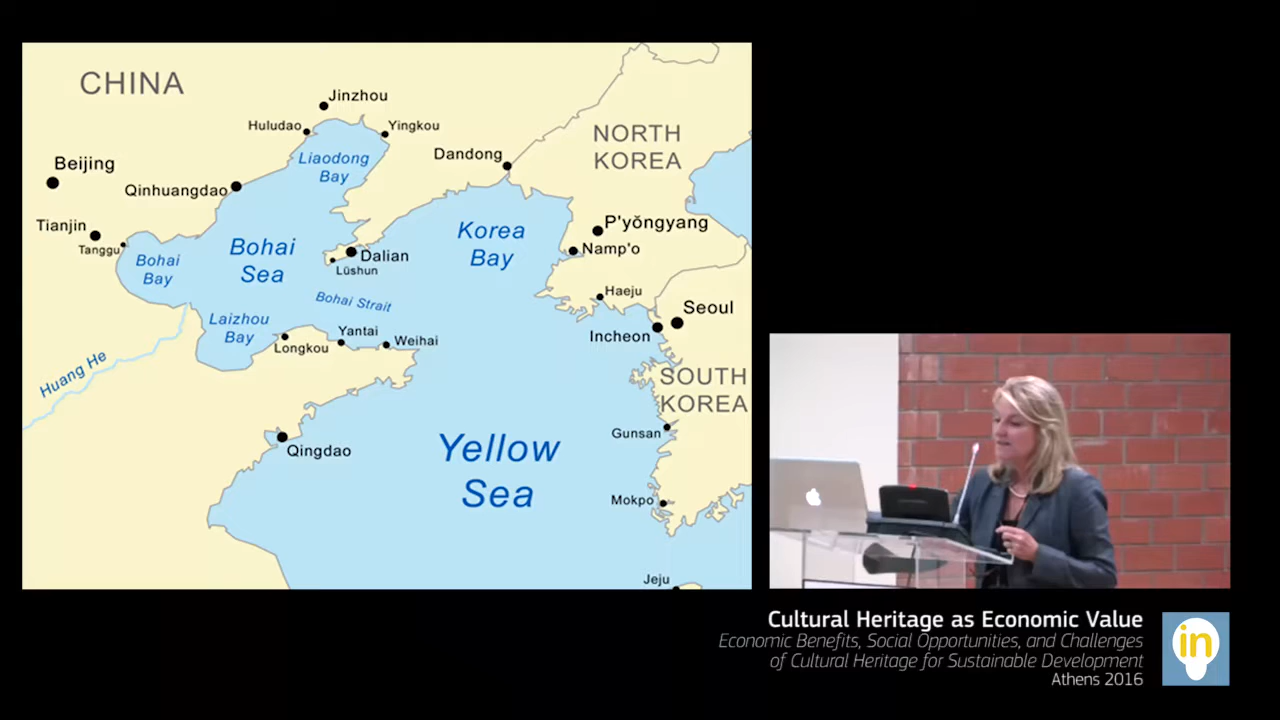 CHINA
Jinzhou
Huludao
Yingkou
Liaodong
Bay
Dandong
NORTH
KOREA
Beijing
Qinhuangdao
Tianjin
Tanggu
Bohai
Bay
Bohai
Sea
Dalian
Lüshun
Korea
Bay
P'yŏngyang
Namp'o
Haeju
Bohai Strait
Seoul
Incheon
Laizhou
Bay
Longkou
Yantai
Weihai
Huang He
SOUTH
KOREA
Gunsan
Qingdao
Yellow
Sea
Mokpo
Jeju
Cultural Heritage as Economic Value
Economic Benefits, Social Opportunities, and Challenges
of Cultural Heritage for Sustainable Development
Athens 2016
in